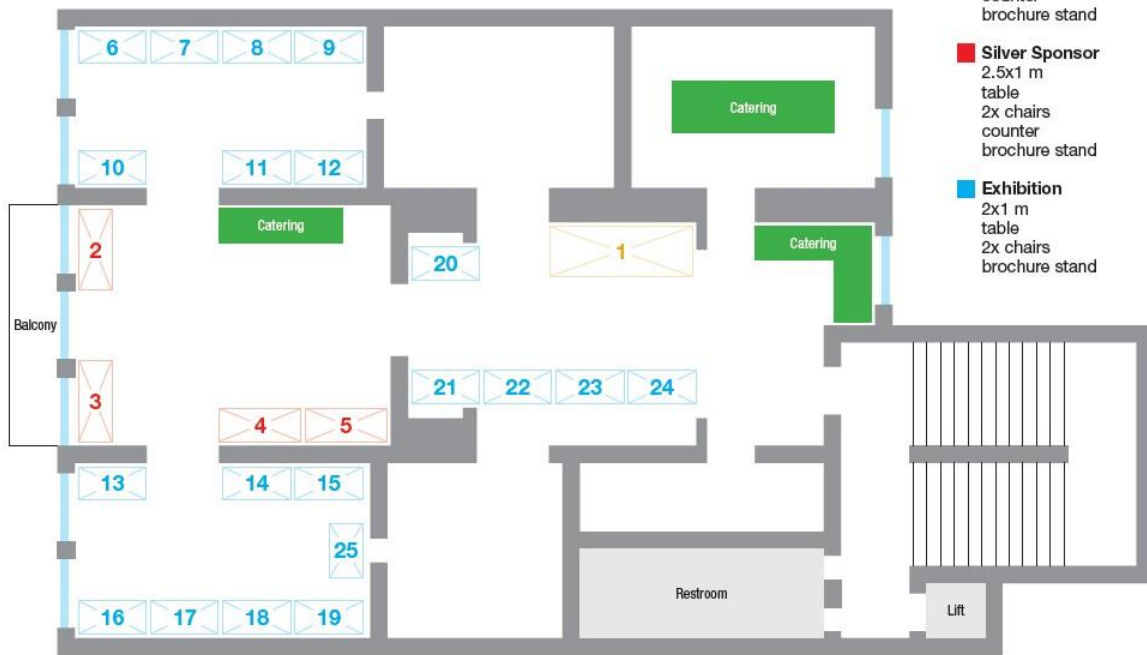 brochure stand
Silver Sponsor
2.5x1 m
table
2x chairs
counter
brochure stand
Exhibition
2x1 m
table
2x chairs
brochure stand
6 7 8 9
Catering
10 11 12
2
Catering
20
1
Catering
Balcony
3
21 22 23 24
4 5
13 14 15
25
16 17 18 19
Restroom
Lift